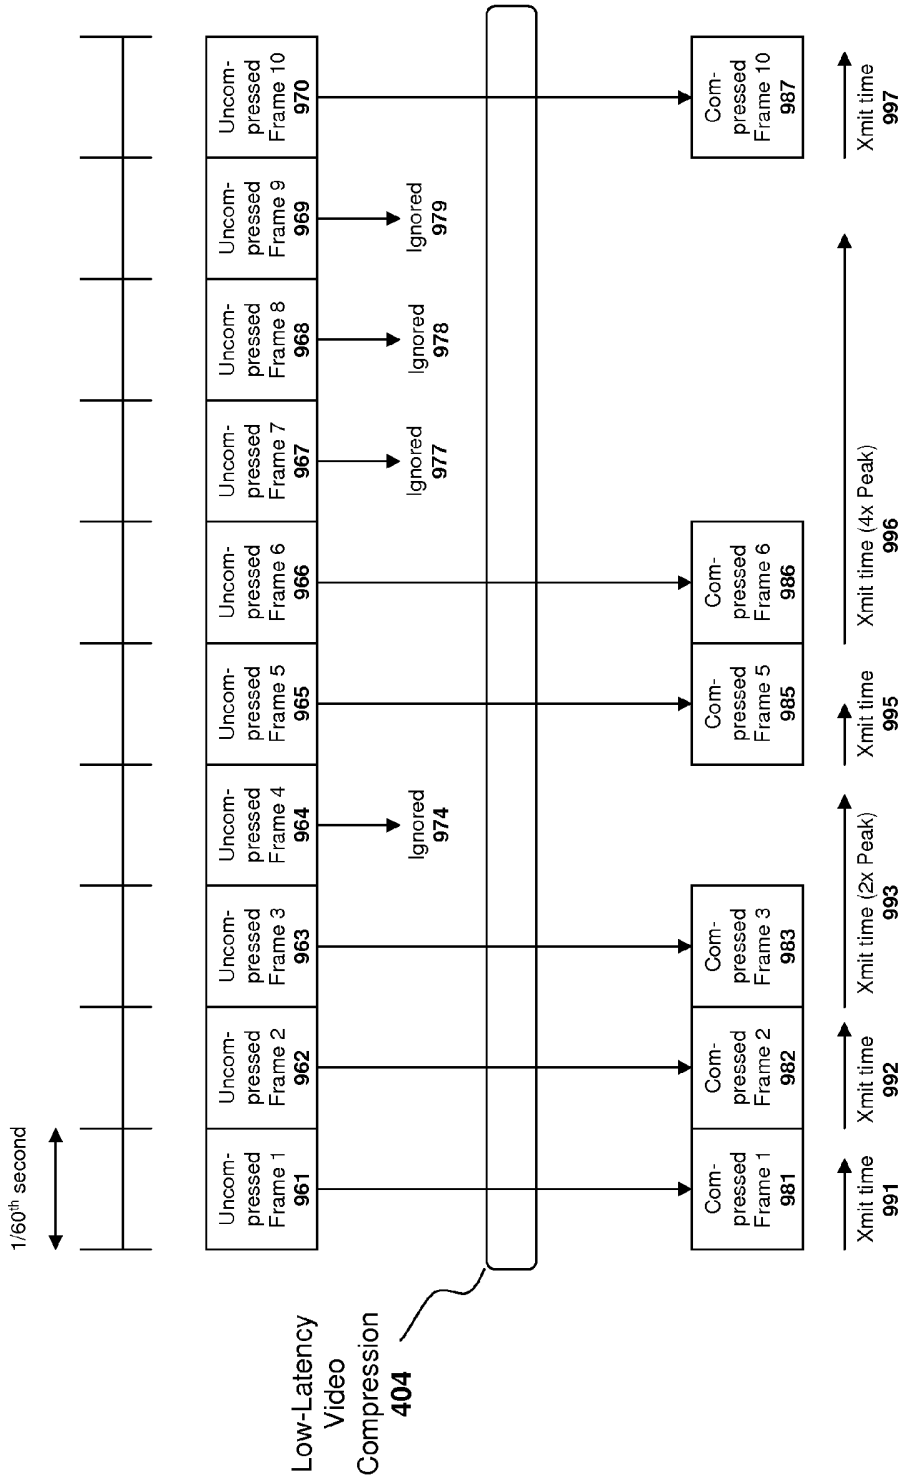 1/60th second
Uncom-
pressed
Frame 1
961
Uncom-
pressed
Frame 2
962
Uncom-
pressed
Frame 3
963
Uncom-
pressed
Frame 4
964
Uncom-
pressed
Frame 5
965
Uncom-
pressed
Frame 6
966
Uncom-
pressed
Frame 7
967
Uncom-
pressed
Frame 8
968
Uncom-
pressed
Frame 9
969
Uncom-
pressed
Frame 10
970
Ignored
974
Ignored
977
Ignored
978
Ignored
979
Low-Latency
Video
Compression
404
Com-
pressed
Frame 1
981
Com-
pressed
Frame 2
982
Com-
pressed
Frame 3
983
Com-
pressed
Frame 5
985
Com-
pressed
Frame 6
986
Com-
pressed
Frame 10
987
Xmit time
991
Xmit time
992
Xmit time (2x Peak)
993
Xmit time
995
Xmit time (4x Peak)
996
Xmit time
997